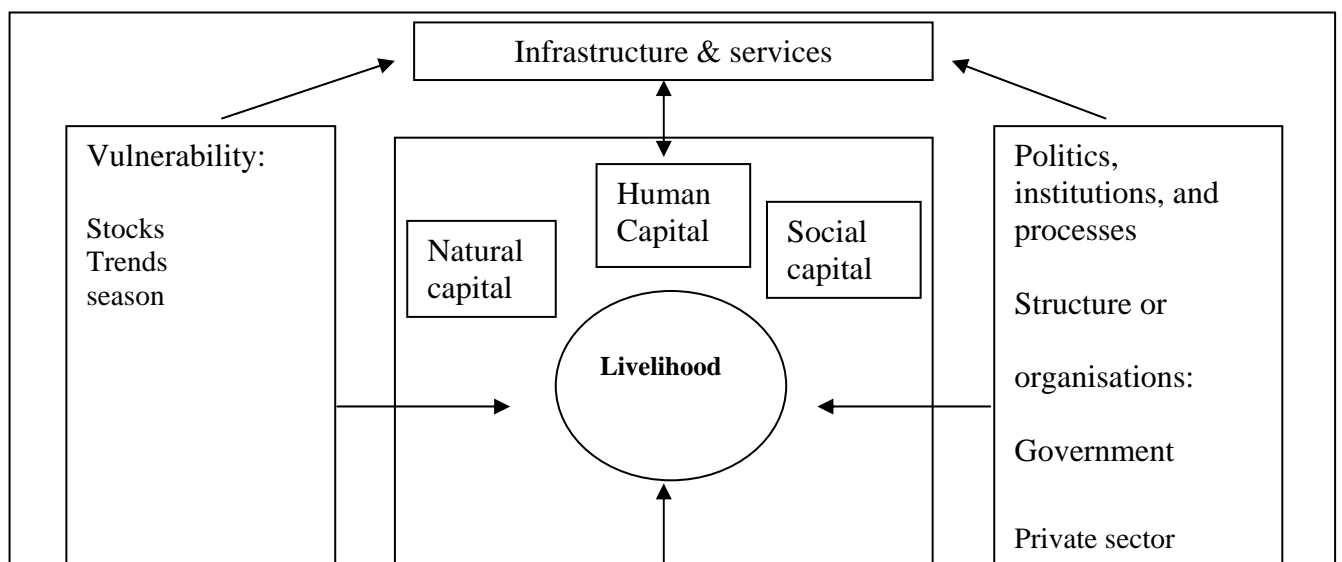 Infrastructure & services
Vulnerability:
Stocks
Trends
season
Human
Capital
Natural
capital
Social
capital
Livelihood
Politics,
institutions, and
processes
Structure or
organisations:
Government
Private sector